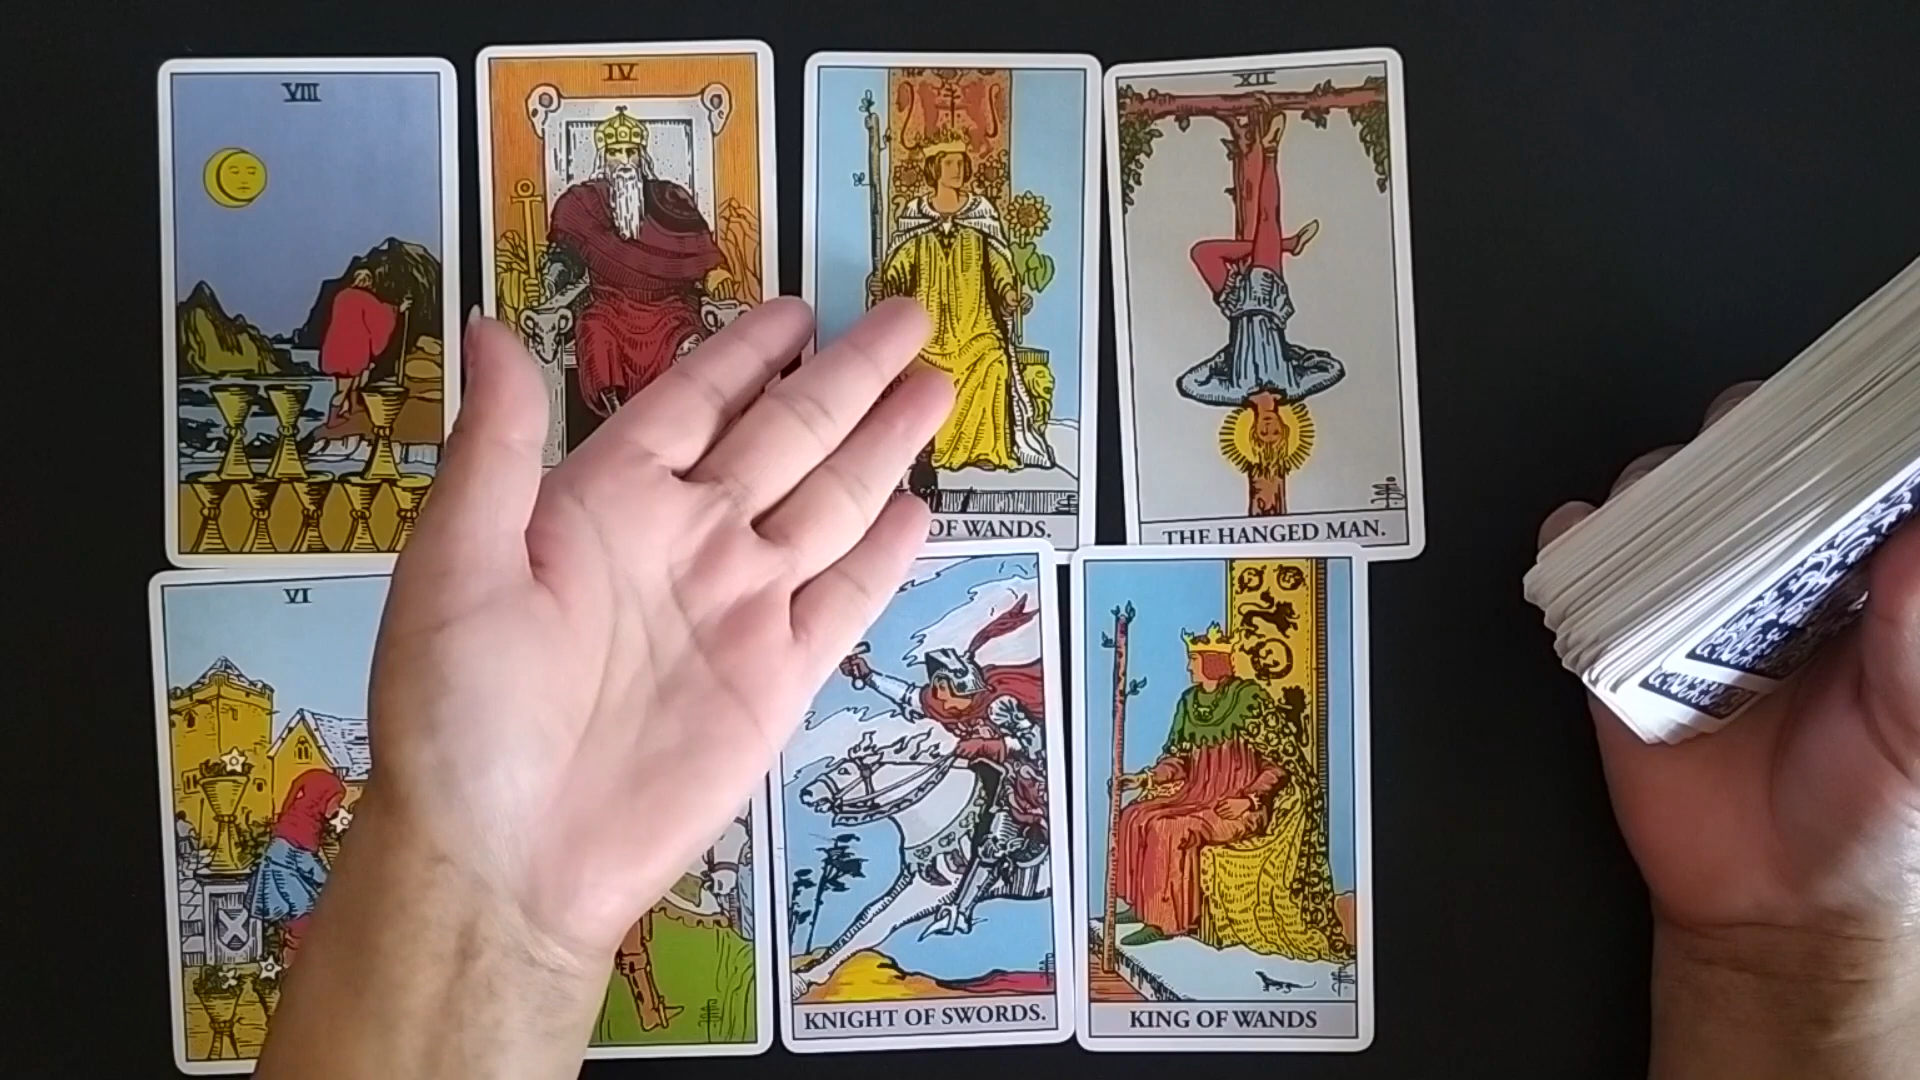 VIII
IV
XII
OF WANDS.
THE HANGED MAN.
VI
KNIGHT OF SWORDS.
KING OF WANDS